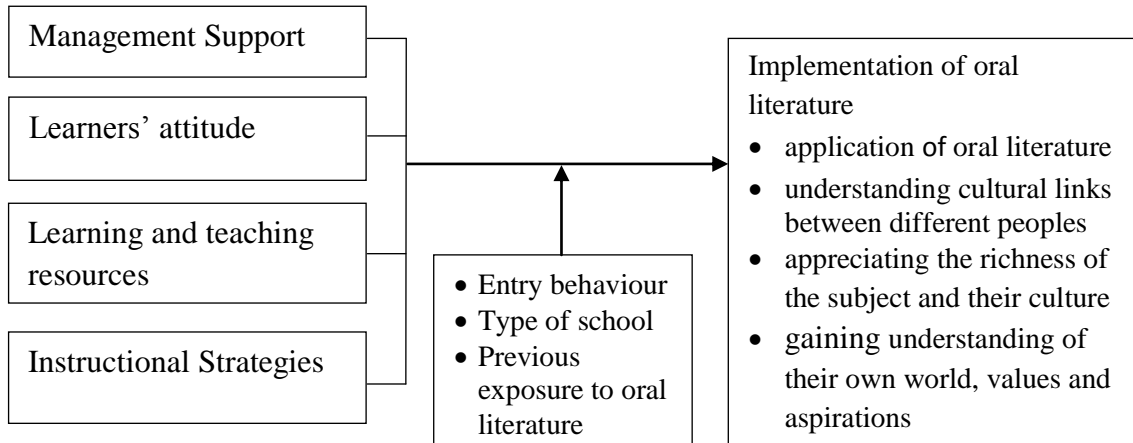 Management Support
Learners’ attitude
Learning and teaching
resources
Instructional Strategies
• Entry behaviour
• Type of school
• Previous
exposure to oral
literature
Implementation of oral
literature
• application of oral literature
• understanding cultural links
between different peoples
• appreciating the richness of
the subject and their culture
• gaining understanding of
their own world, values and
aspirations